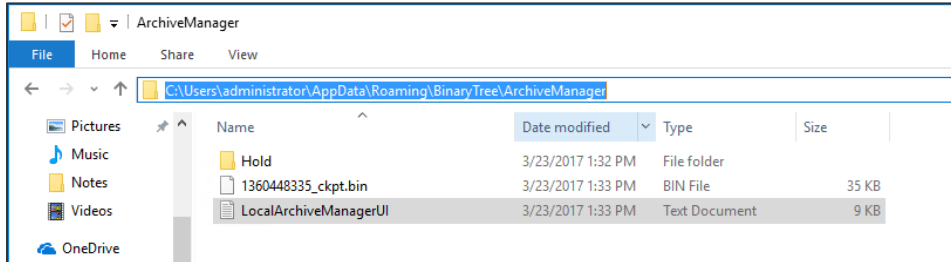 ArchiveManager
File Home Share View
C:\Users\administrator\AppData\Roaming\BinaryTree\ArchiveManager
Pictures
Music
Notes
Videos
OneDrive
Name Date modified Type Size
Hold 3/23/2017 1:32 PM File folder
1360448335_ckpt.bin 3/23/2017 1:33 PM BIN File 35 KB
LocalArchiveManagerUI 3/23/2017 1:33 PM Text Document 9 KB